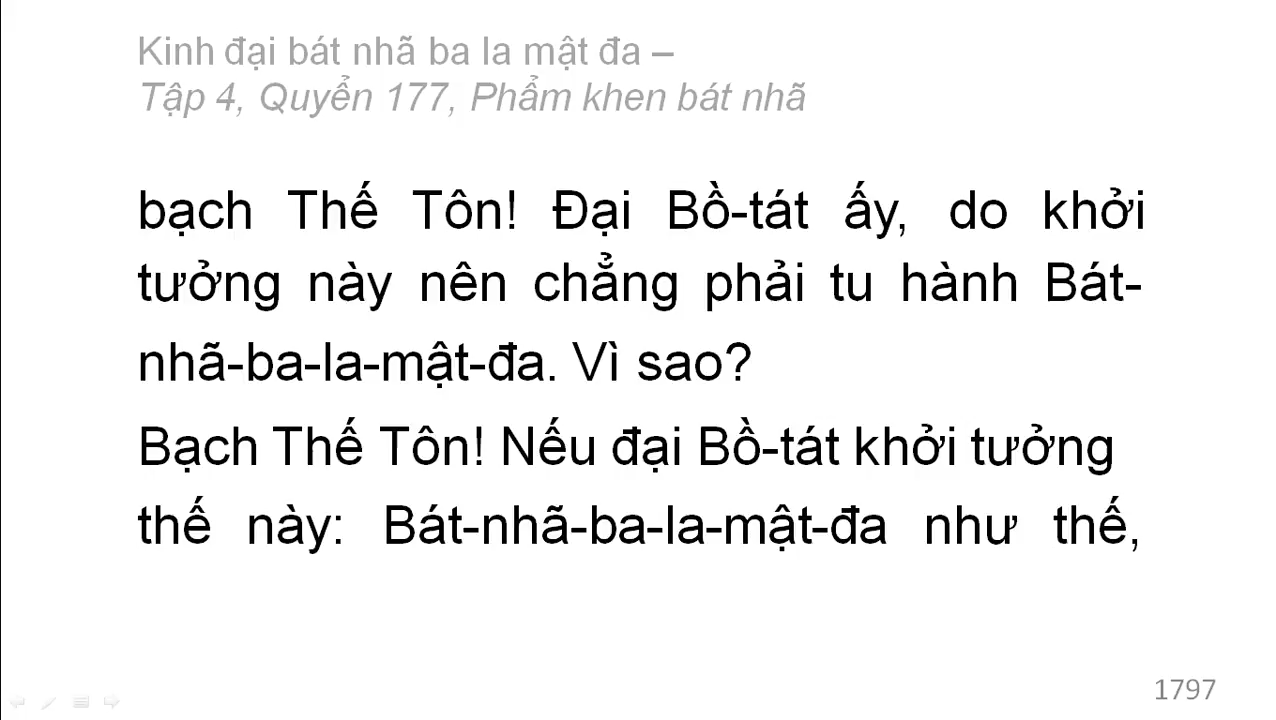 Kinh đại bát nhã ba la mật đa –
Tập 4, Quyển 177, Phẩm khen bát nhã
bạch Thế Tôn! Đại Bồ-tát ấy, do khởi
tưởng này nên chẳng phải tu hành Bát-
nhã-ba-la-mật-đa. Vì sao?
Bạch Thế Tôn! Nếu đại Bồ-tát khởi tưởng
thế này: Bát-nhã-ba-la-mật-đa như thế,
1797